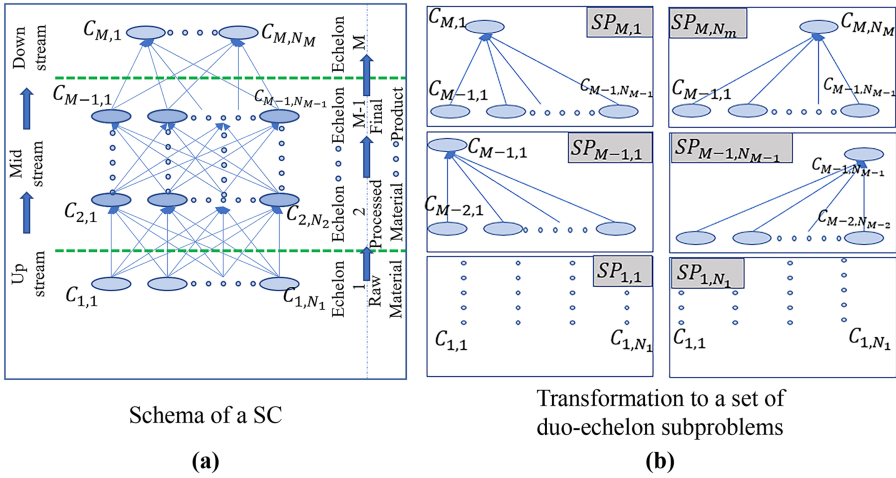 Down stream
Mid stream
Up stream
C_{M,1}
C_{M,N_M}
C_{M-1,1}
C_{M-1,N_{M-1}}
C_{2,1}
C_{2,N_2}
C_{1,1}
C_{1,N_1}
Echelon M
Echelon M-1
Final Product
Echelon 2
Processed Material
Echelon 1
Raw Material
Schema of a SC
(a)
SP_{M,1}
C_{M,1}
C_{M-1,1}
C_{M-1,N_{M-1}}
SP_{M,N_m}
C_{M,N_M}
C_{M-1,1}
C_{M-1,N_{M-1}}
SP_{M-1,1}
C_{M-1,1}
C_{M-2,1}
SP_{M-1,N_{M-1}}
C_{M-1,N_{M-1}}
C_{M-2,N_{M-2}}
SP_{1,1}
C_{1,1}
C_{1,N_1}
SP_{1,N_1}
C_{1,1}
C_{1,N_1}
Transformation to a set of
duo-echelon subproblems
(b)